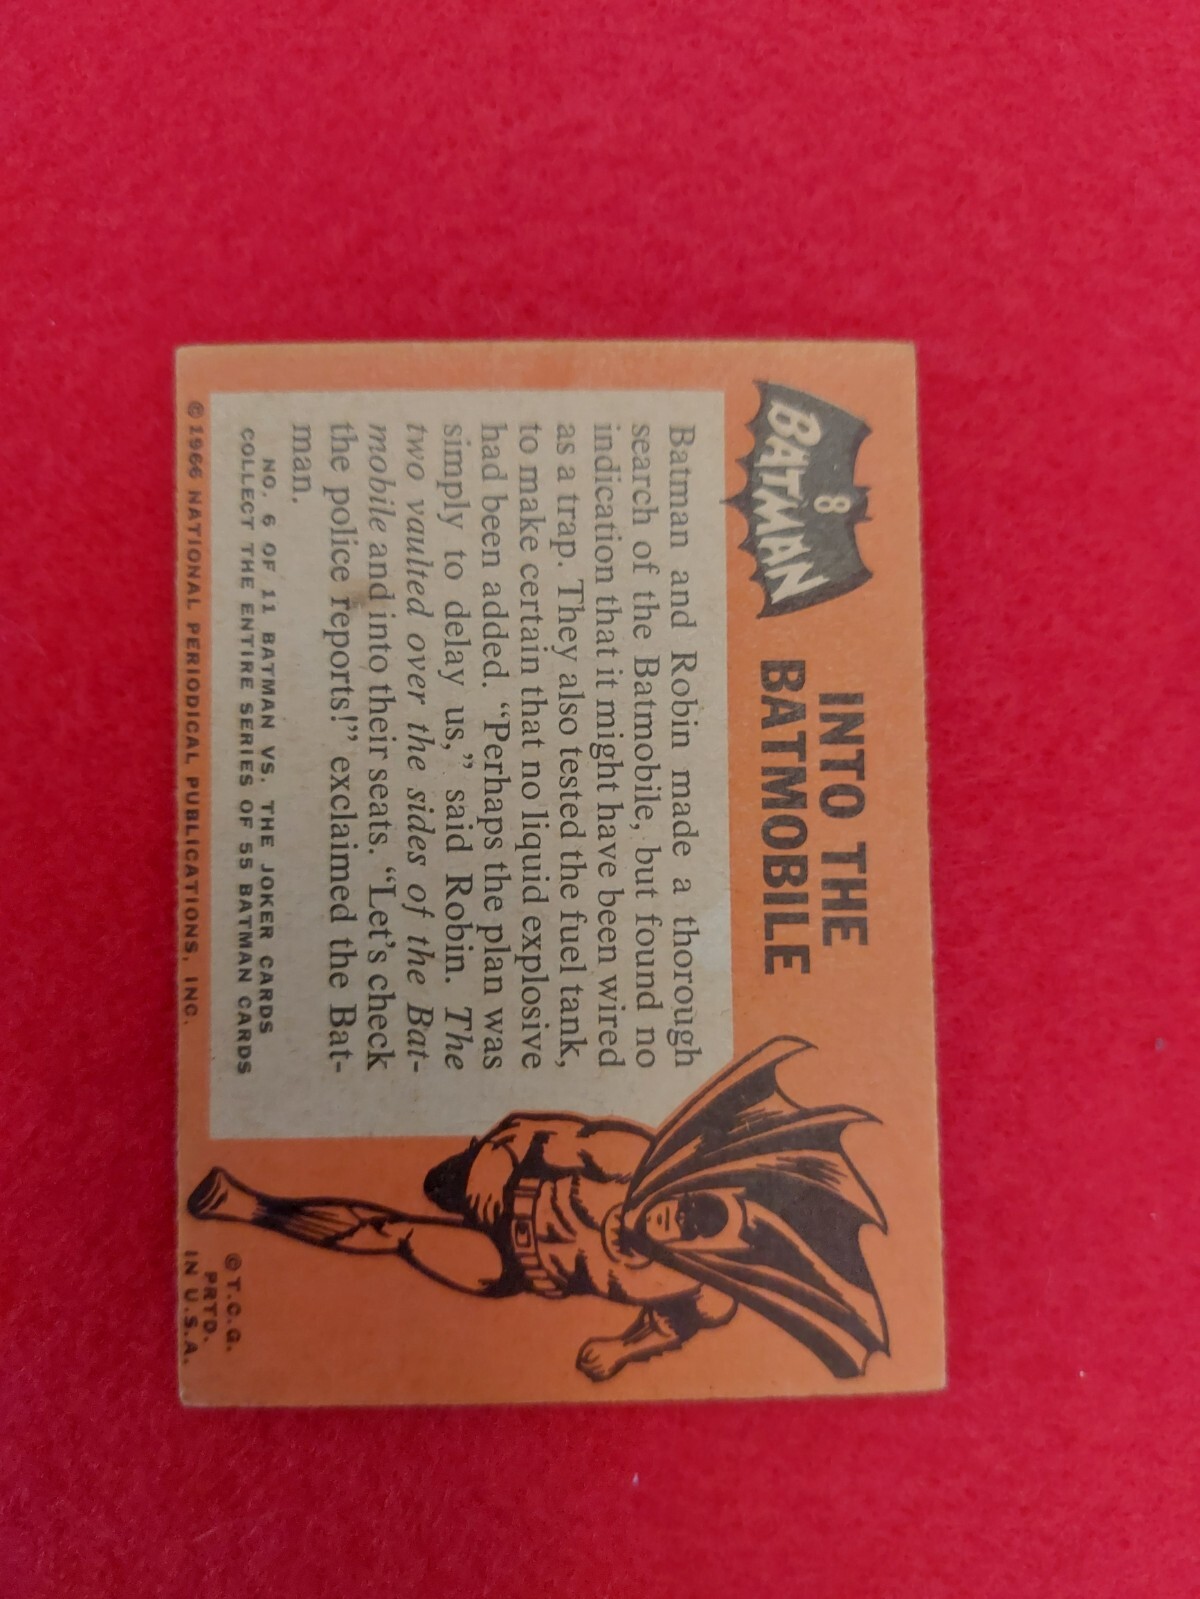 8
BATMAN
INTO THE
BATMOBILE
Batman and Robin made a thorough
search of the Batmobile, but found no
indication that it might have been wired
as a trap. They also tested the fuel tank,
to make certain that no liquid explosive
had been added. “Perhaps the plan was
simply to delay us,” said Robin. The
two vaulted over the sides of the Bat-
mobile and into their seats. “Let’s check
the police reports!” exclaimed the Bat-
man.
NO. 6 OF 11 BATMAN VS. THE JOKER CARDS
COLLECT THE ENTIRE SERIES OF 55 BATMAN CARDS
©1966 NATIONAL PERIODICAL PUBLICATIONS, INC.
©T.C.G.
PRTD.
IN U.S.A.